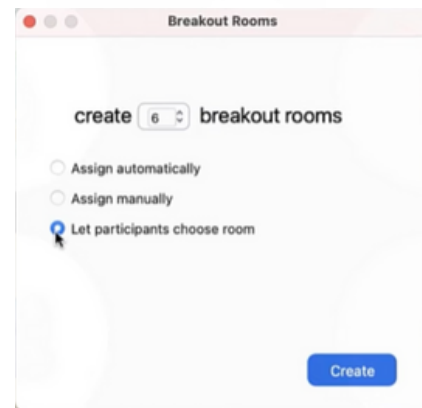 Breakout Rooms
create 6 breakout rooms
Assign automatically
Assign manually
Let participants choose room
Create